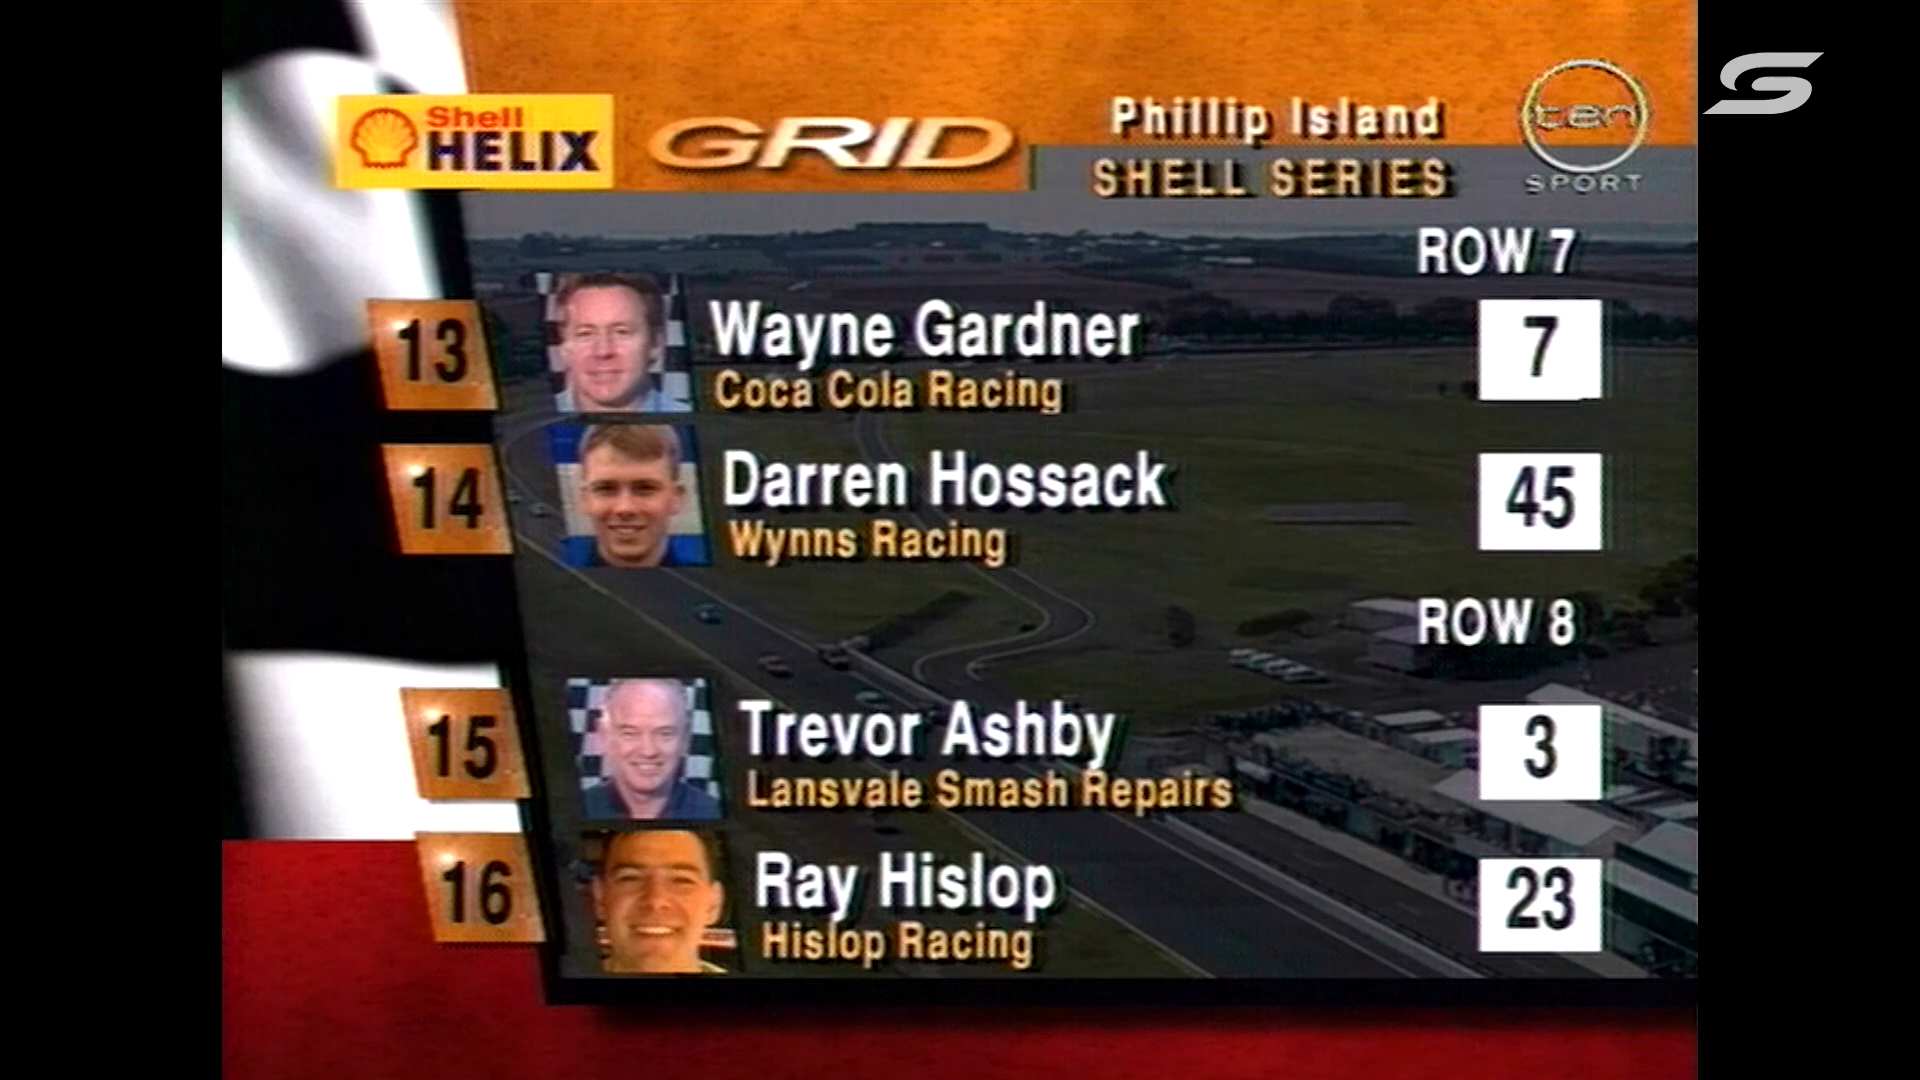 Shell
HELIX
GRID
Phillip Island
SHELL SERIES
ten
SPORT
S
ROW 7
13
Wayne Gardner
Coca Cola Racing
7
14
Darren Hossack
Wynns Racing
45
ROW 8
15
Trevor Ashby
Lansvale Smash Repairs
3
16
Ray Hislop
Hislop Racing
23